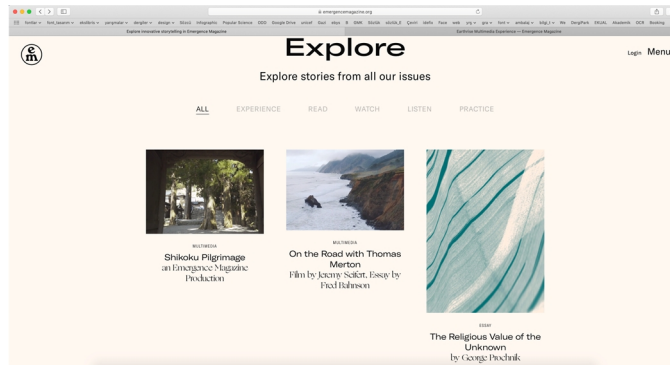 emergencemagazine.org
Explore innovative storytelling in Emergence Magazine
Earthrise Multimedia Experience — Emergence Magazine
em
Explore
Login
Menu
Explore stories from all our issues
ALL
EXPERIENCE
READ
WATCH
LISTEN
PRACTICE
MULTIMEDIA
Shikoku Pilgrimage
an Emergence Magazine
Production
MULTIMEDIA
On the Road with Thomas
Merton
Film by Jeremy Seifert, Essay by
Fred Bahnson
ESSAY
The Religious Value of the
Unknown
by George Prochnik